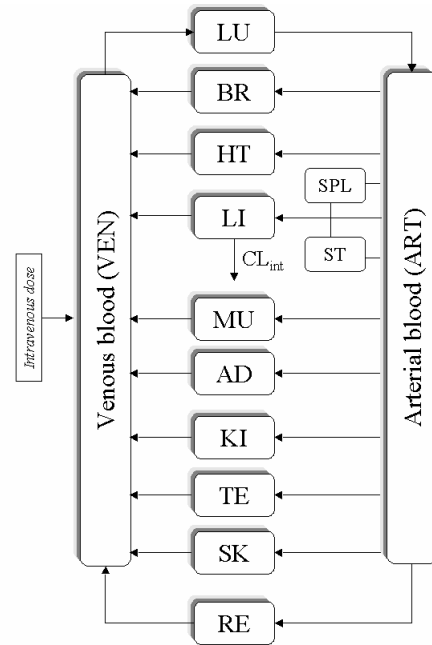 LU
BR
HT
SPL
LI
ST
CLint
MU
AD
KI
TE
SK
RE
Intravenous dose
Venous blood (VEN)
Arterial blood (ART)